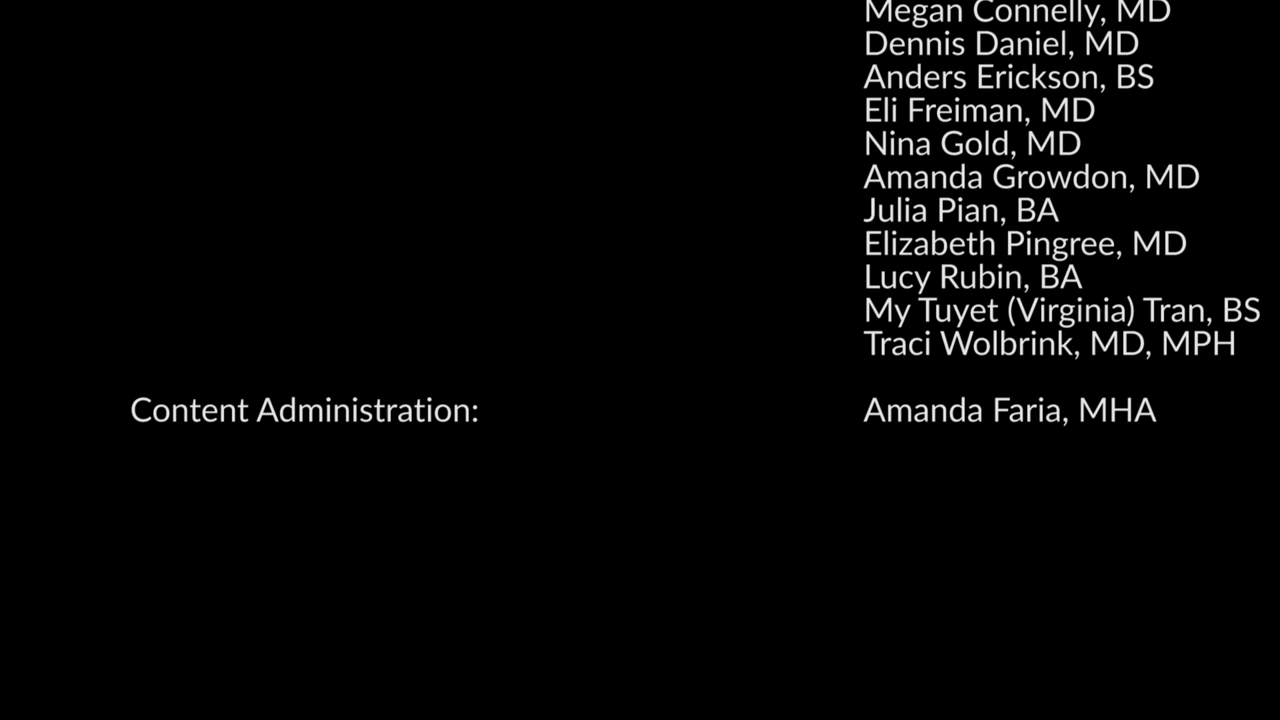 Megan Connelly, MD
Dennis Daniel, MD
Anders Erickson, BS
Eli Freiman, MD
Nina Gold, MD
Amanda Growdon, MD
Julia Pian, BA
Elizabeth Pingree, MD
Lucy Rubin, BA
My Tuyet (Virginia) Tran, BS
Traci Wolbrink, MD, MPH
Content Administration: Amanda Faria, MHA